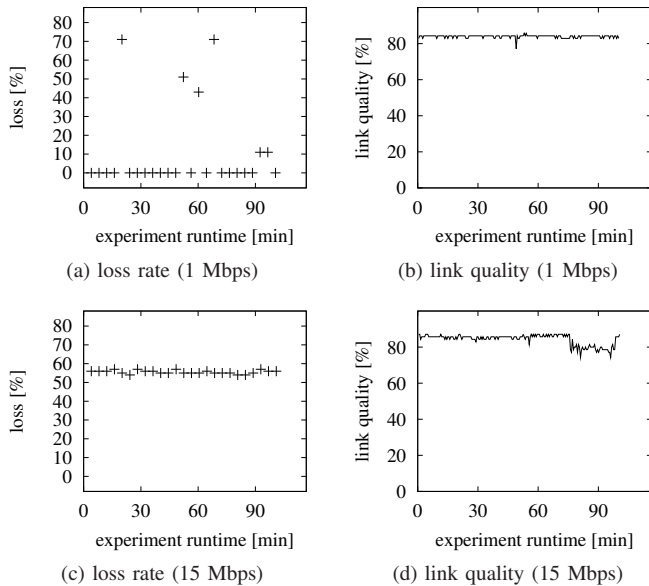 80
70
60
50
40
30
20
10
0
loss [%]
0 30 60 90
experiment runtime [min]
(a) loss rate (1 Mbps)
80
60
40
20
0
link quality [%]
0 30 60 90
experiment runtime [min]
(b) link quality (1 Mbps)
80
70
60
50
40
30
20
10
0
loss [%]
0 30 60 90
experiment runtime [min]
(c) loss rate (15 Mbps)
80
60
40
20
0
link quality [%]
0 30 60 90
experiment runtime [min]
(d) link quality (15 Mbps)